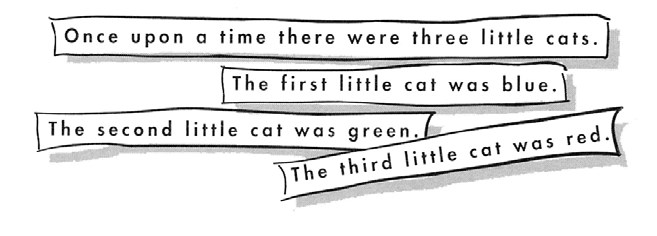 Once upon a time there were three little cats.
The first little cat was blue.
The second little cat was green.
The third little cat was red.